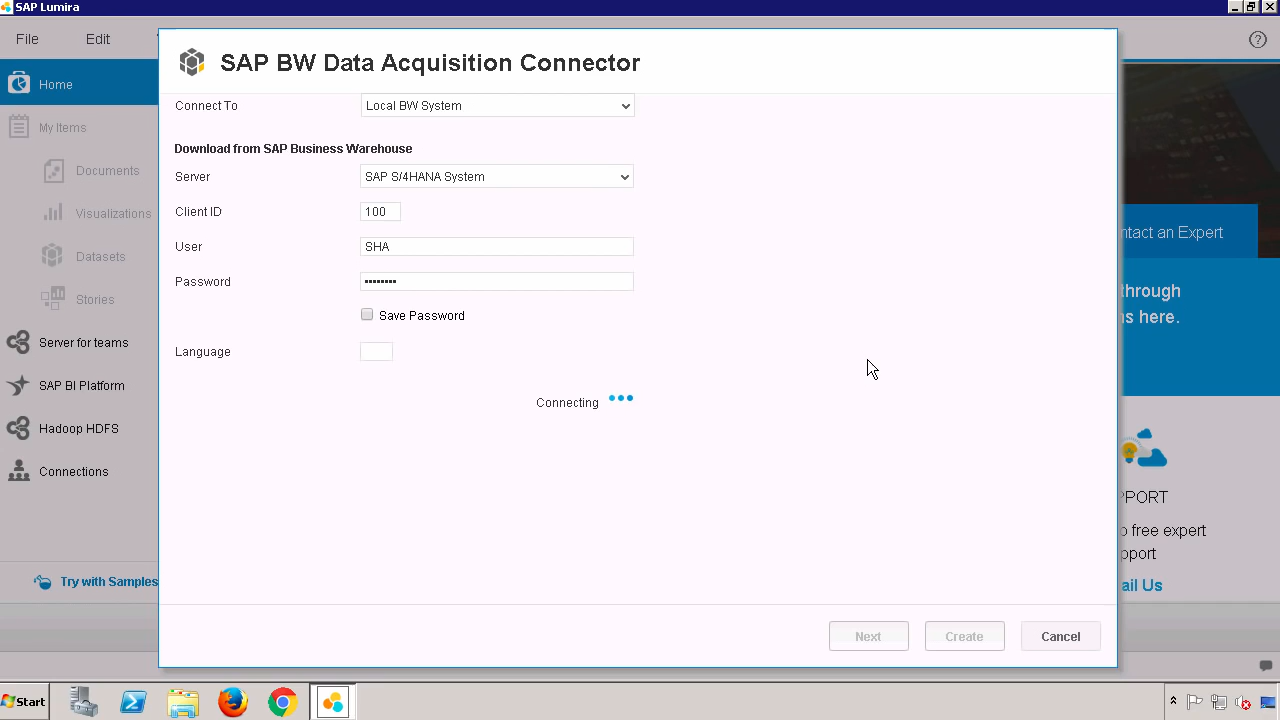 SAP Lumira
File
Edit
SAP BW Data Acquisition Connector
Home
Connect To
Local BW System
My Items
Download from SAP Business Warehouse
Documents
Server
SAP S/4HANA System
Visualizations
Client ID
100
ntact an Expert
Datasets
User
SHA
Password
••••••••
through
Stories
Save Password
s here.
Server for teams
Language
SAP BI Platform
Connecting
Hadoop HDFS
Connections
PORT
free expert
pport
Try with Samples
ail Us
Next
Create
Cancel
Start